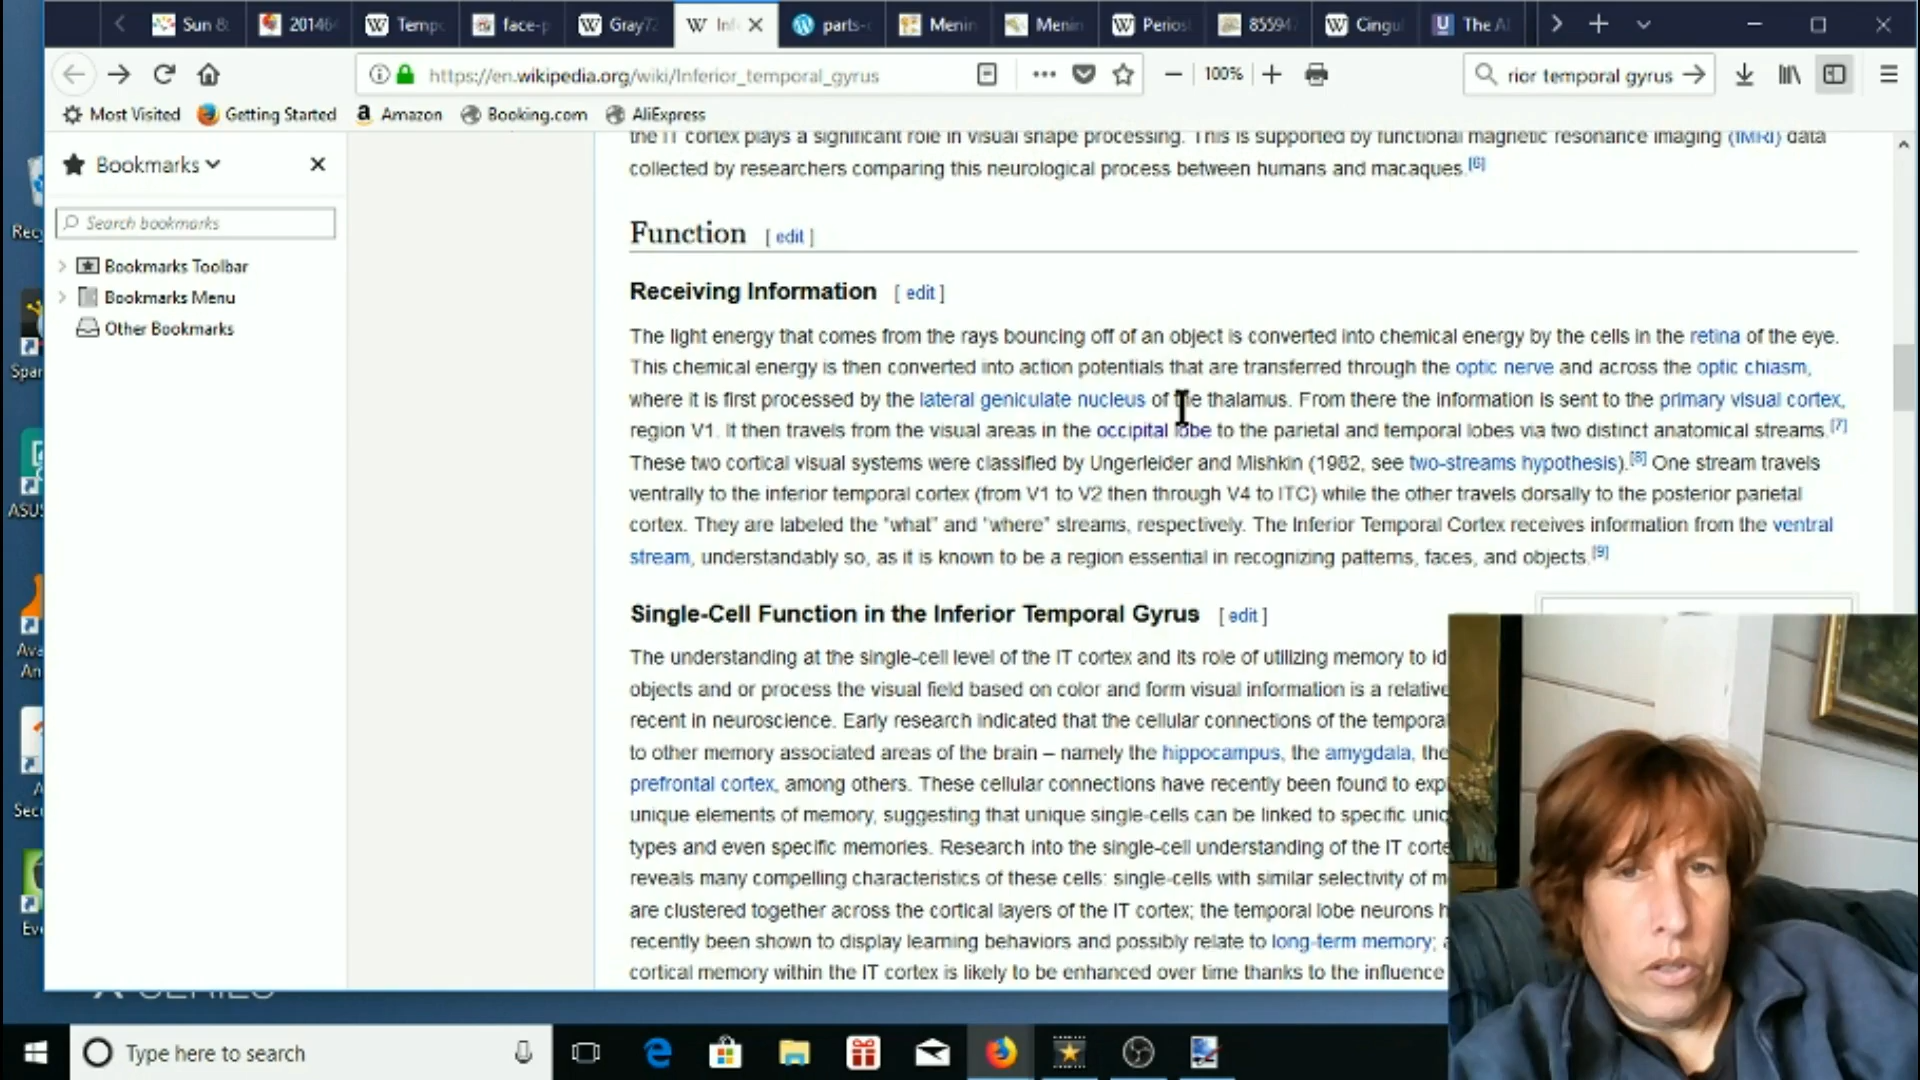 Sun &
20146
Temp
face-p
Gray72
Inf
parts-
Menin
Menin
Perios
85594
Cingu
The A
https://en.wikipedia.org/wiki/Inferior_temporal_gyrus
100%
rior temporal gyrus
Most Visited
Getting Started
Amazon
Booking.com
AliExpress
Bookmarks
Search bookmarks
Bookmarks Toolbar
Bookmarks Menu
Other Bookmarks
the IT cortex plays a significant role in visual shape processing. This is supported by functional magnetic resonance imaging (fMRI) data
collected by researchers comparing this neurological process between humans and macaques.[6]
Function [ edit ]
Receiving Information [ edit ]
The light energy that comes from the rays bouncing off of an object is converted into chemical energy by the cells in the retina of the eye.
This chemical energy is then converted into action potentials that are transferred through the optic nerve and across the optic chiasm,
where it is first processed by the lateral geniculate nucleus of the thalamus. From there the information is sent to the primary visual cortex,
region V1. It then travels from the visual areas in the occipital lobe to the parietal and temporal lobes via two distinct anatomical streams.[7]
These two cortical visual systems were classified by Ungerleider and Mishkin (1982, see two-streams hypothesis).[8] One stream travels
ventrally to the inferior temporal cortex (from V1 to V2 then through V4 to ITC) while the other travels dorsally to the posterior parietal
cortex. They are labeled the "what" and "where" streams, respectively. The Inferior Temporal Cortex receives information from the ventral
stream, understandably so, as it is known to be a region essential in recognizing patterns, faces, and objects.[9]
Single-Cell Function in the Inferior Temporal Gyrus [ edit ]
The understanding at the single-cell level of the IT cortex and its role of utilizing memory to id
objects and or process the visual field based on color and form visual information is a relative
recent in neuroscience. Early research indicated that the cellular connections of the temporal
to other memory associated areas of the brain – namely the hippocampus, the amygdala, the
prefrontal cortex, among others. These cellular connections have recently been found to exp
unique elements of memory, suggesting that unique single-cells can be linked to specific uniq
types and even specific memories. Research into the single-cell understanding of the IT corte
reveals many compelling characteristics of these cells: single-cells with similar selectivity of m
are clustered together across the cortical layers of the IT cortex; the temporal lobe neurons h
recently been shown to display learning behaviors and possibly relate to long-term memory; a
cortical memory within the IT cortex is likely to be enhanced over time thanks to the influence
Recy
Spar
ASUS
Ava
An
A
Secu
Eve
Type here to search